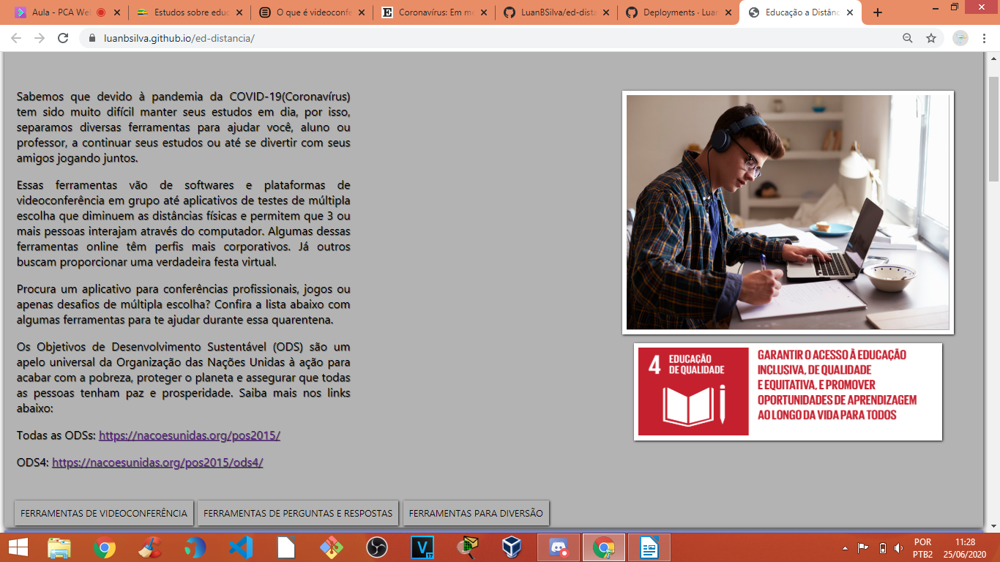 Aula - PCA We
Estudos sobre educ
O que é videoconfe
Coronavírus: Em me
LuanBSilva/ed-dista
Deployments · Luan
Educação a Distânc
luanbsilva.github.io/ed-distancia/
Sabemos que devido à pandemia da COVID-19(Coronavírus)
tem sido muito difícil manter seus estudos em dia, por isso,
separamos diversas ferramentas para ajudar você, aluno ou
professor, a continuar seus estudos ou até se divertir com seus
amigos jogando juntos.
Essas ferramentas vão de softwares e plataformas de
videoconferência em grupo até aplicativos de testes de múltipla
escolha que diminuem as distâncias físicas e permitem que 3 ou
mais pessoas interajam através do computador. Algumas dessas
ferramentas online têm perfis mais corporativos. Já outros
buscam proporcionar uma verdadeira festa virtual.
Procura um aplicativo para conferências profissionais, jogos ou
apenas desafios de múltipla escolha? Confira a lista abaixo com
algumas ferramentas para te ajudar durante essa quarentena.
Os Objetivos de Desenvolvimento Sustentável (ODS) são um
apelo universal da Organização das Nações Unidas à ação para
acabar com a pobreza, proteger o planeta e assegurar que todas
as pessoas tenham paz e prosperidade. Saiba mais nos links
abaixo:
Todas as ODSs: https://nacoesunidas.org/pos2015/
ODS4: https://nacoesunidas.org/pos2015/ods4/
4 EDUCAÇÃO
DE QUALIDADE
GARANTIR O ACESSO À EDUCAÇÃO
INCLUSIVA, DE QUALIDADE
E EQUITATIVA, E PROMOVER
OPORTUNIDADES DE APRENDIZAGEM
AO LONGO DA VIDA PARA TODOS
FERRAMENTAS DE VIDEOCONFERÊNCIA
FERRAMENTAS DE PERGUNTAS E RESPOSTAS
FERRAMENTAS PARA DIVERSÃO
POR
PTB2
11:28
25/06/2020